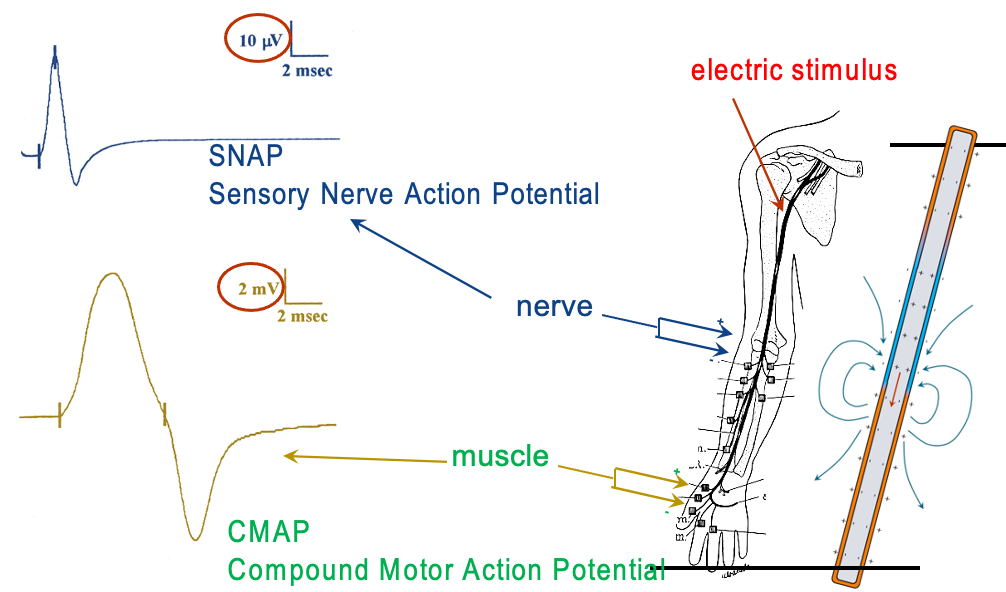 10 µV
2 msec
SNAP
Sensory Nerve Action Potential
electric stimulus
nerve
+
-
2 mV
2 msec
muscle
+
-
n.
m.
m.
CMAP
Compound Motor Action Potential